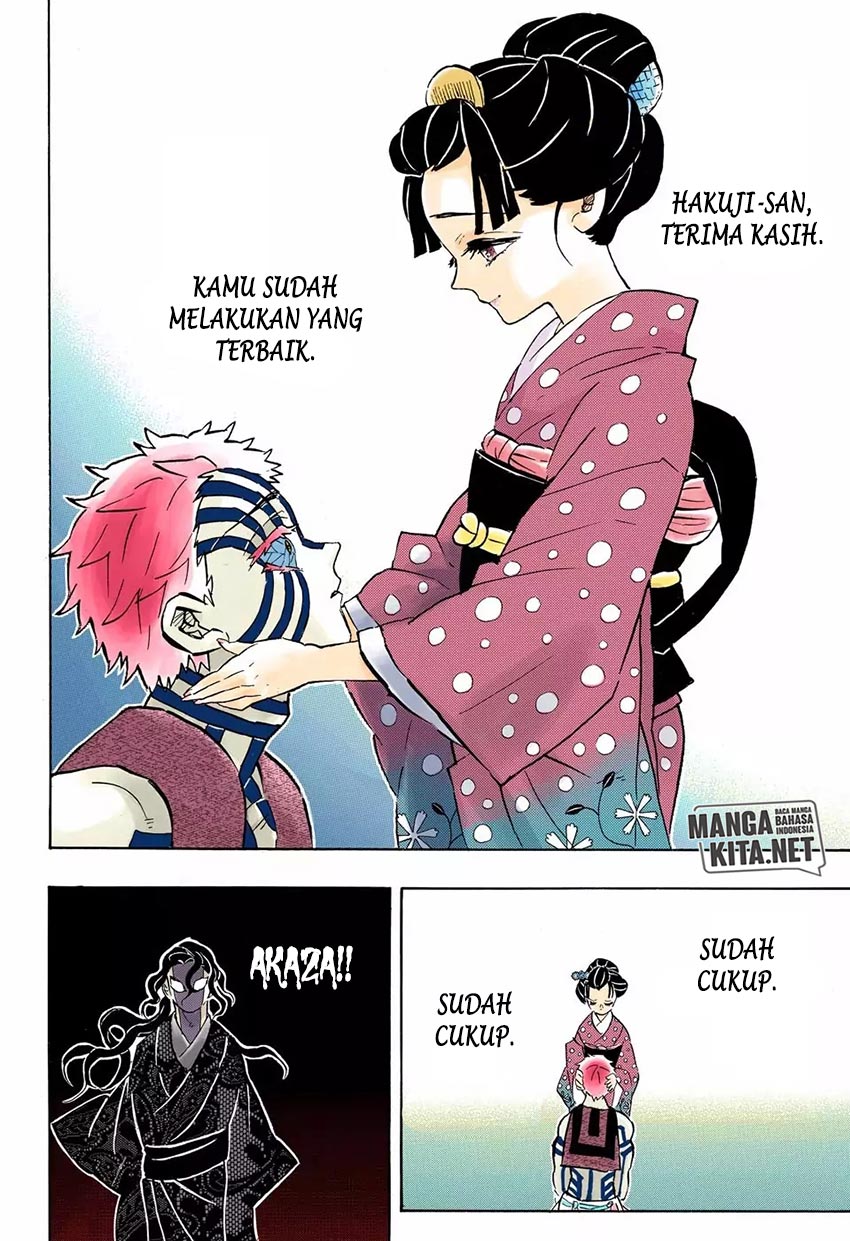 HAKUJI-SAN,
TERIMA KASIH.
KAMU SUDAH
MELAKUKAN YANG
TERBAIK.
MANGA
BACA MANGA
BAHASA
INDONESIA
KITA.NET
SUDAH
CUKUP.
SUDAH
CUKUP.
AKAZA!!